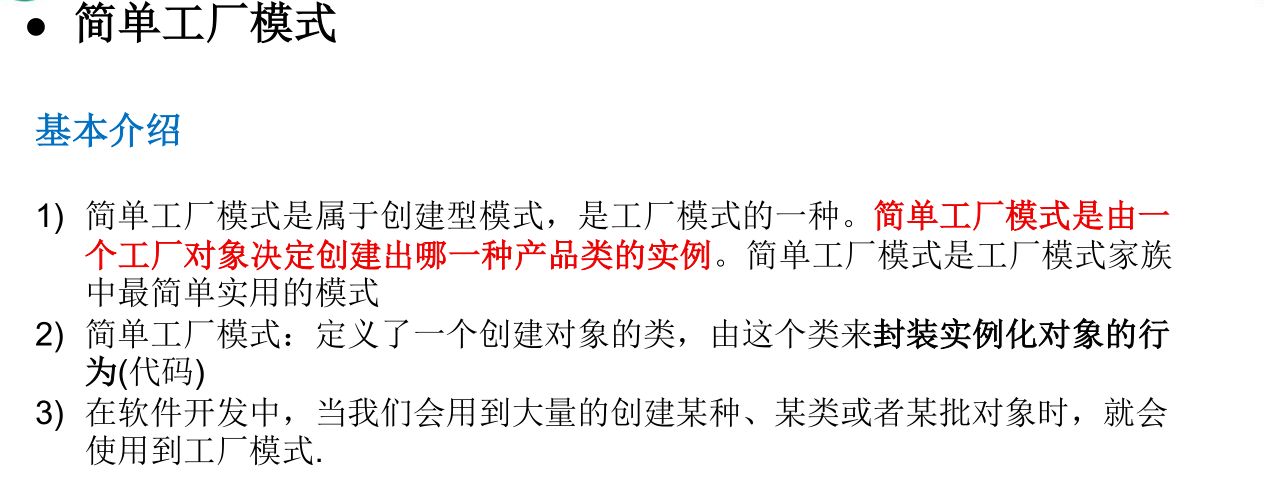 ● 简单工厂模式
基本介绍
1) 简单工厂模式是属于创建型模式，是工厂模式的一种。简单工厂模式是由一
个工厂对象决定创建出哪一种产品类的实例。简单工厂模式是工厂模式家族
中最简单实用的模式
2) 简单工厂模式：定义了一个创建对象的类，由这个类来封装实例化对象的行
为(代码)
3) 在软件开发中，当我们会用到大量的创建某种、某类或者某批对象时，就会
使用到工厂模式.